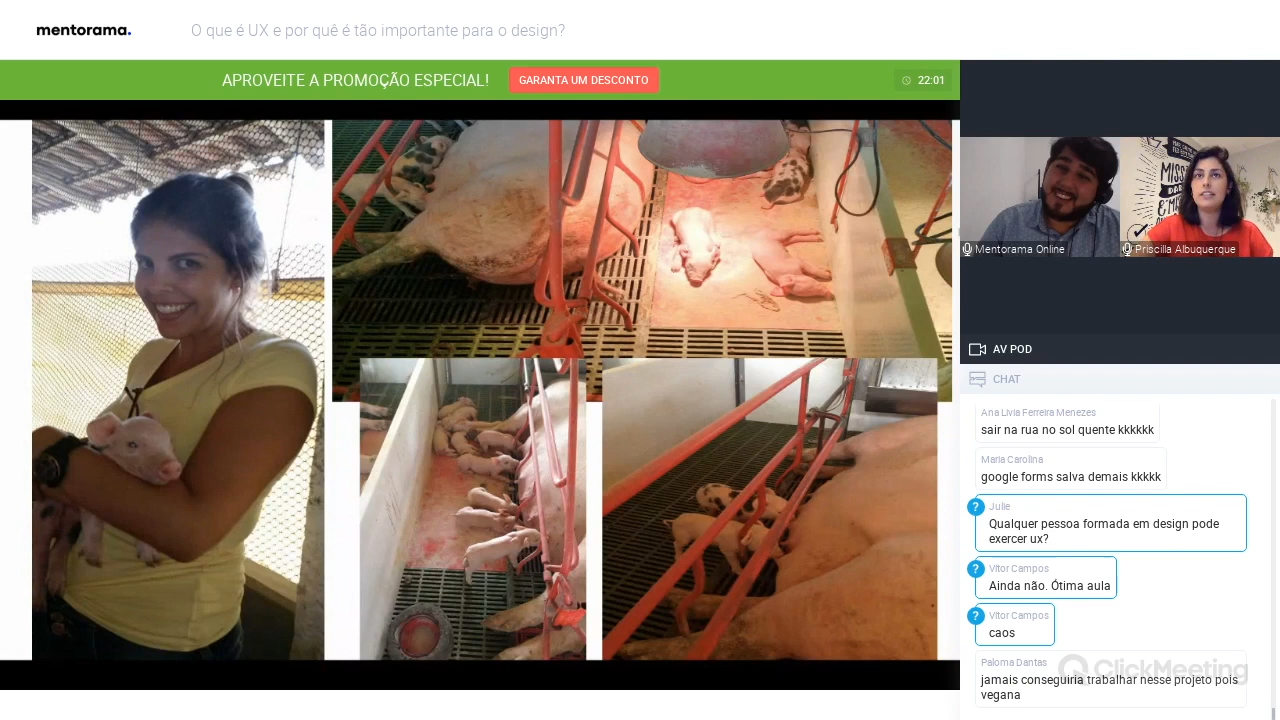 mentorama.
O que é UX e por quê é tão importante para o design?
APROVEITE A PROMOÇÃO ESPECIAL!
GARANTA UM DESCONTO
22:01
Mentorama Online
Priscilla Albuquerque
AV POD
CHAT
Ana Livia Ferreira Menezes
sair na rua no sol quente kkkkkk
Maria Carolina
google forms salva demais kkkkk
?
Julie
Qualquer pessoa formada em design pode
exercer ux?
?
Vitor Campos
Ainda não. Ótima aula
?
Vitor Campos
caos
Paloma Dantas
jamais conseguiria trabalhar nesse projeto pois
vegana
ClickMeeting